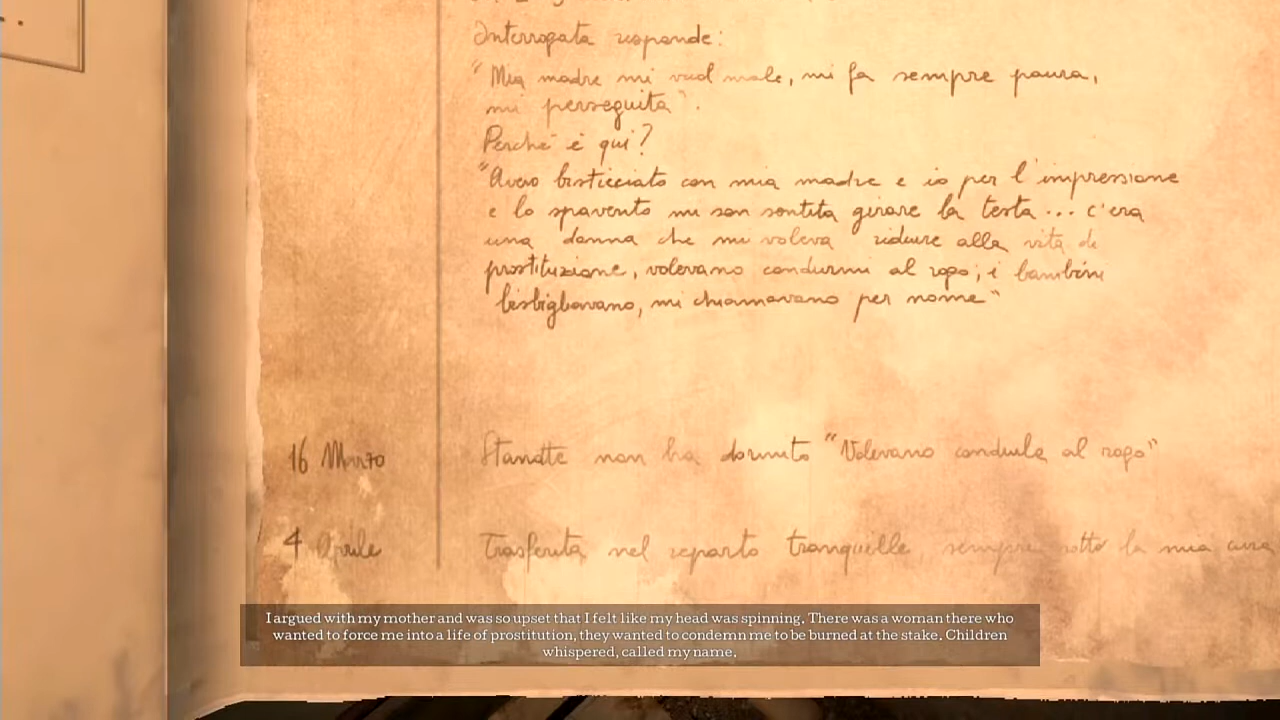 Interrogata risponde:
"Mia madre mi vuol male, mi fa sempre paura,
mi perseguita".
Perché è qui?
"Avevo bisticciato con mia madre e io per l'impressione
e lo spavento mi son sentita girare la testa... c'era
una donna che mi voleva ridurre alla vita di
prostituzione, volevano condurmi al rogo, i bambini
bisbigliavano, mi chiamavano per nome"
16 Marzo
Stanotte non ha dormito "Volevano condurla al rogo"
4 Aprile
Trasferita nel reparto tranquille sempre sotto la mia cura
I argued with my mother and was so upset that I felt like my head was spinning. There was a woman there who
wanted to force me into a life of prostitution, they wanted to condemn me to be burned at the stake. Children
whispered, called my name.